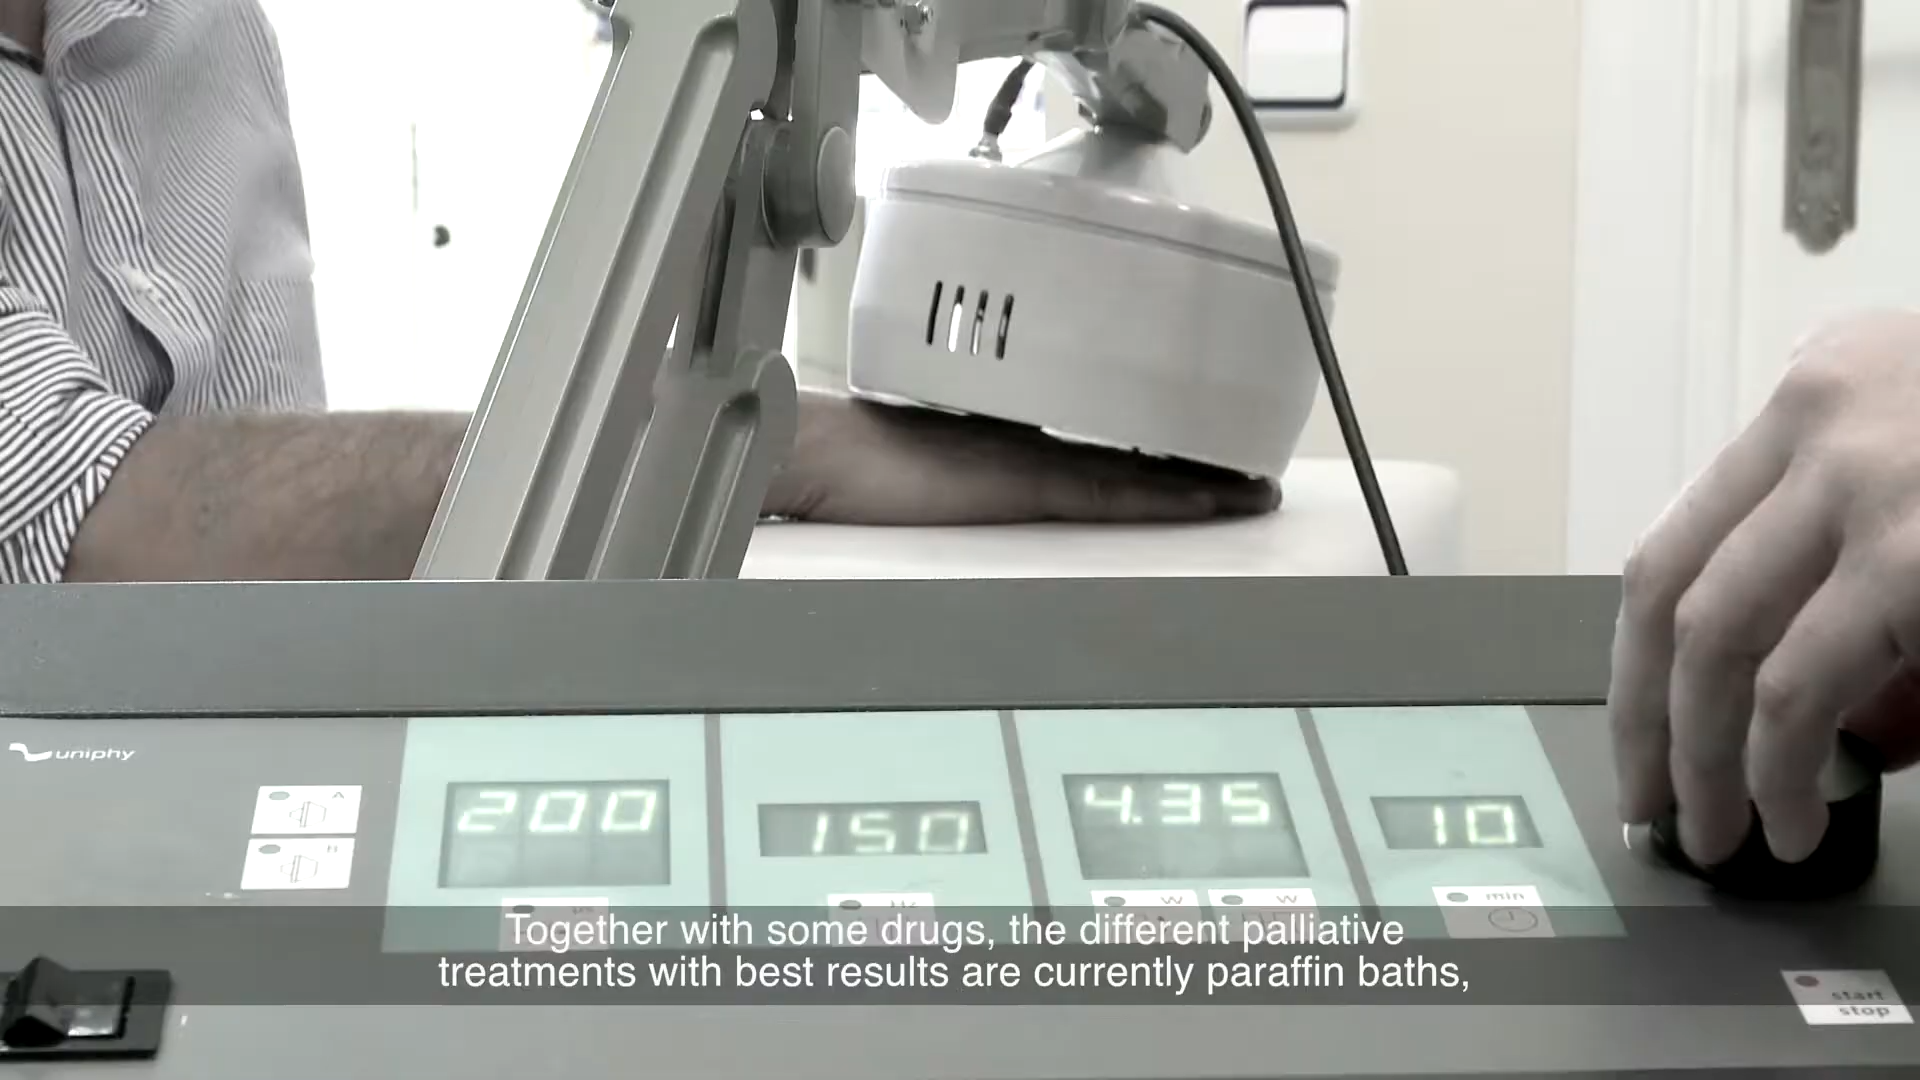 uniphy
A
200
150
4.35
10
Hz
W
W
min
Together with some drugs, the different palliative
treatments with best results are currently paraffin baths,
start
stop